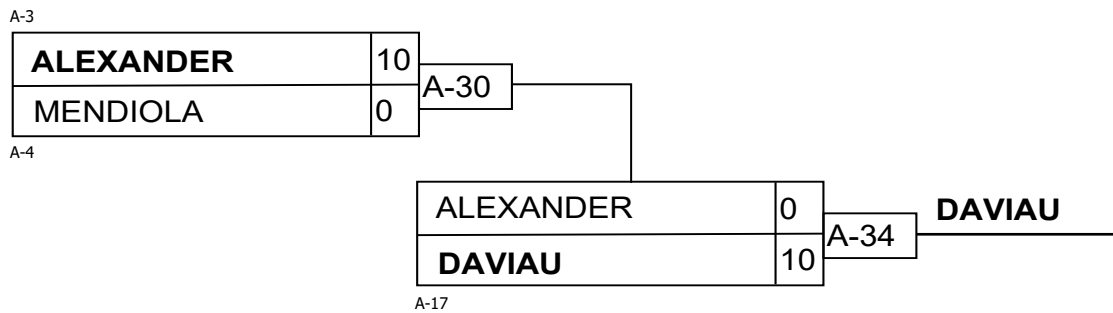 A-3
ALEXANDER 10
A-30
MENDIOLA 0
A-4
ALEXANDER 0
DAVIAU
A-34
DAVIAU 10
A-17